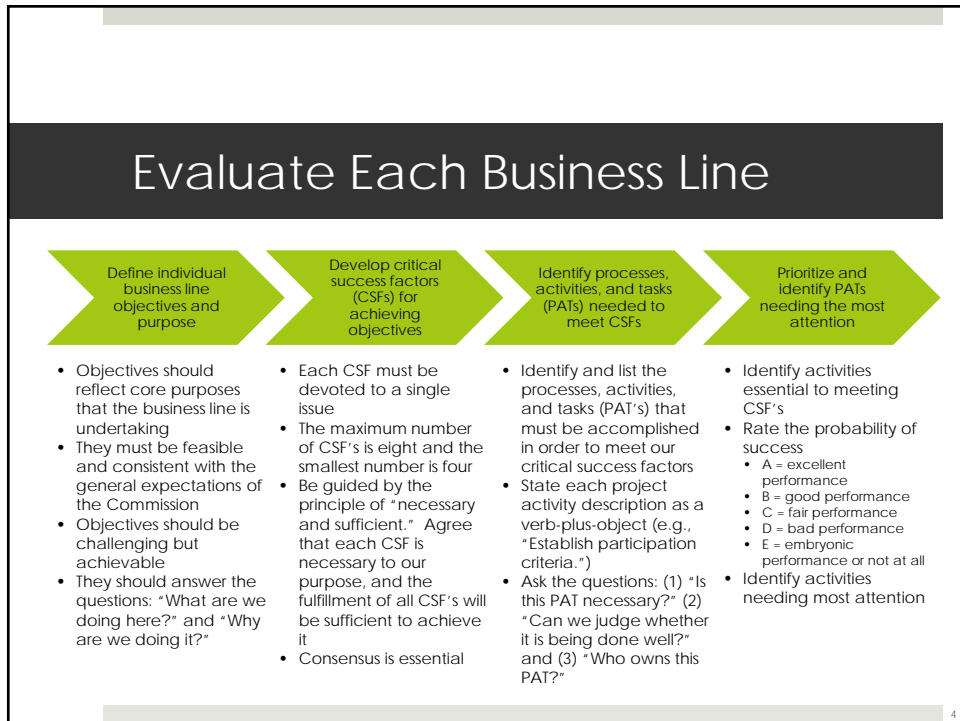 Evaluate Each Business Line
Define individual
business line
objectives and
purpose
Develop critical
success factors
(CSFs) for
achieving
objectives
Identify processes,
activities, and tasks
(PATs) needed to
meet CSFs
Prioritize and
identify PATs
needing the most
attention
• Objectives should
reflect core purposes
that the business line is
undertaking
• They must be feasible
and consistent with the
general expectations of
the Commission
• Objectives should be
challenging but
achievable
• They should answer the
questions: “What are we
doing here?” and “Why
are we doing it?”
• Each CSF must be
devoted to a single
issue
• The maximum number
of CSF’s is eight and the
smallest number is four
• Be guided by the
principle of “necessary
and sufficient.” Agree
that each CSF is
necessary to our
purpose, and the
fulfillment of all CSF’s will
be sufficient to achieve
it
• Consensus is essential
• Identify and list the
processes, activities,
and tasks (PAT’s) that
must be accomplished
in order to meet our
critical success factors
• State each project
activity description as a
verb-plus-object (e.g.,
“Establish participation
criteria.”)
• Ask the questions: (1) “Is
this PAT necessary?” (2)
“Can we judge whether
it is being done well?”
and (3) “Who owns this
PAT?”
• Identify activities
essential to meeting
CSF’s
• Rate the probability of
success
• A = excellent
performance
• B = good performance
• C = fair performance
• D = bad performance
• E = embryonic
performance or not at all
• Identify activities
needing most attention
4